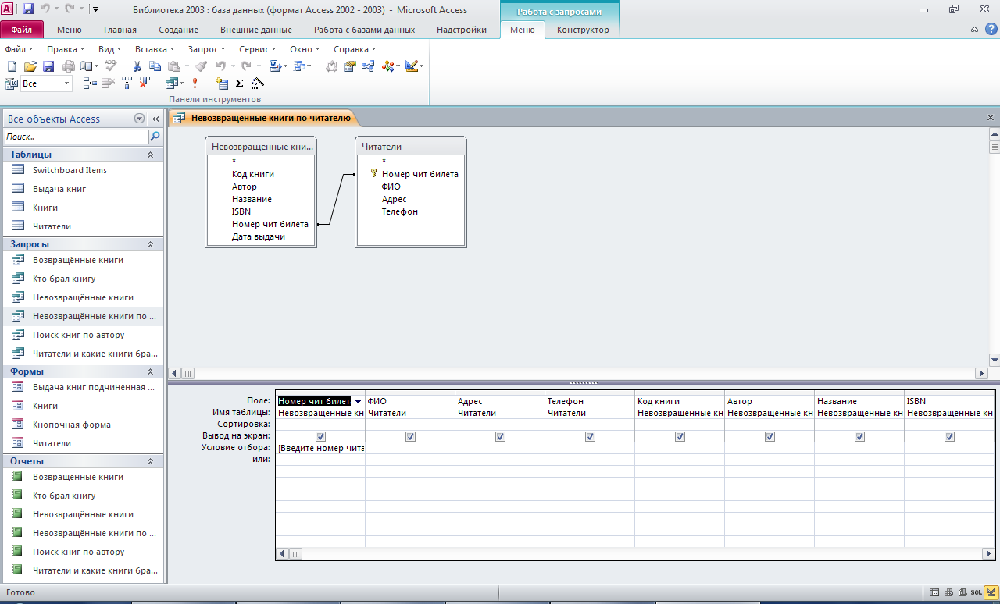 Библиотека 2003 : база данных (формат Access 2002 - 2003) - Microsoft Access
Работа с запросами
Файл Меню Главная Создание Внешние данные Работа с базами данных Надстройки Меню Конструктор
Файл Правка Вид Вставка Запрос Сервис Окно Справка
Все
Панели инструментов
Все объекты Access
Поиск...
Таблицы
Switchboard Items
Выдача книг
Книги
Читатели
Запросы
Возвращённые книги
Кто брал книгу
Невозвращённые книги
Невозвращённые книги по ...
Поиск книг по автору
Читатели и какие книги бра...
Формы
Выдача книг подчиненная ...
Книги
Кнопочная форма
Читатели
Отчеты
Возвращённые книги
Кто брал книгу
Невозвращённые книги
Невозвращённые книги по ...
Поиск книг по автору
Читатели и какие книги бра...
Невозвращённые книги по читателю
Невозвращённые кни...
*
Код книги
Автор
Название
ISBN
Номер чит билета
Дата выдачи
Читатели
*
Номер чит билета
ФИО
Адрес
Телефон
Поле: Номер чит билет ФИО Адрес Телефон Код книги Автор Название ISBN
Имя таблицы: Невозвращённые кн Читатели Читатели Читатели Невозвращённые кн Невозвращённые кн Невозвращённые кн Невозвращённые кн
Сортировка:
Вывод на экран:
Условие отбора: [Введите номер чита
или:
Готово
SQL